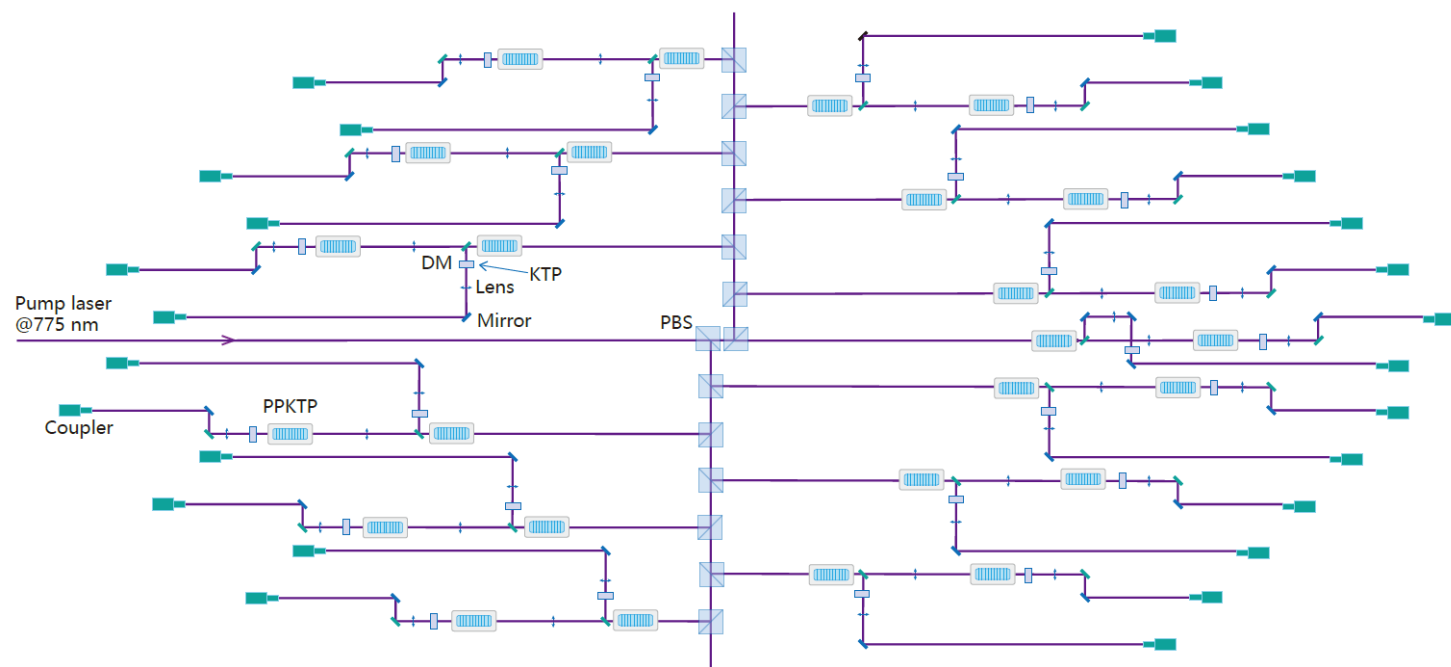 DM
KTP
Lens
Pump laser
@775 nm
Mirror
PBS
PPKTP
Coupler